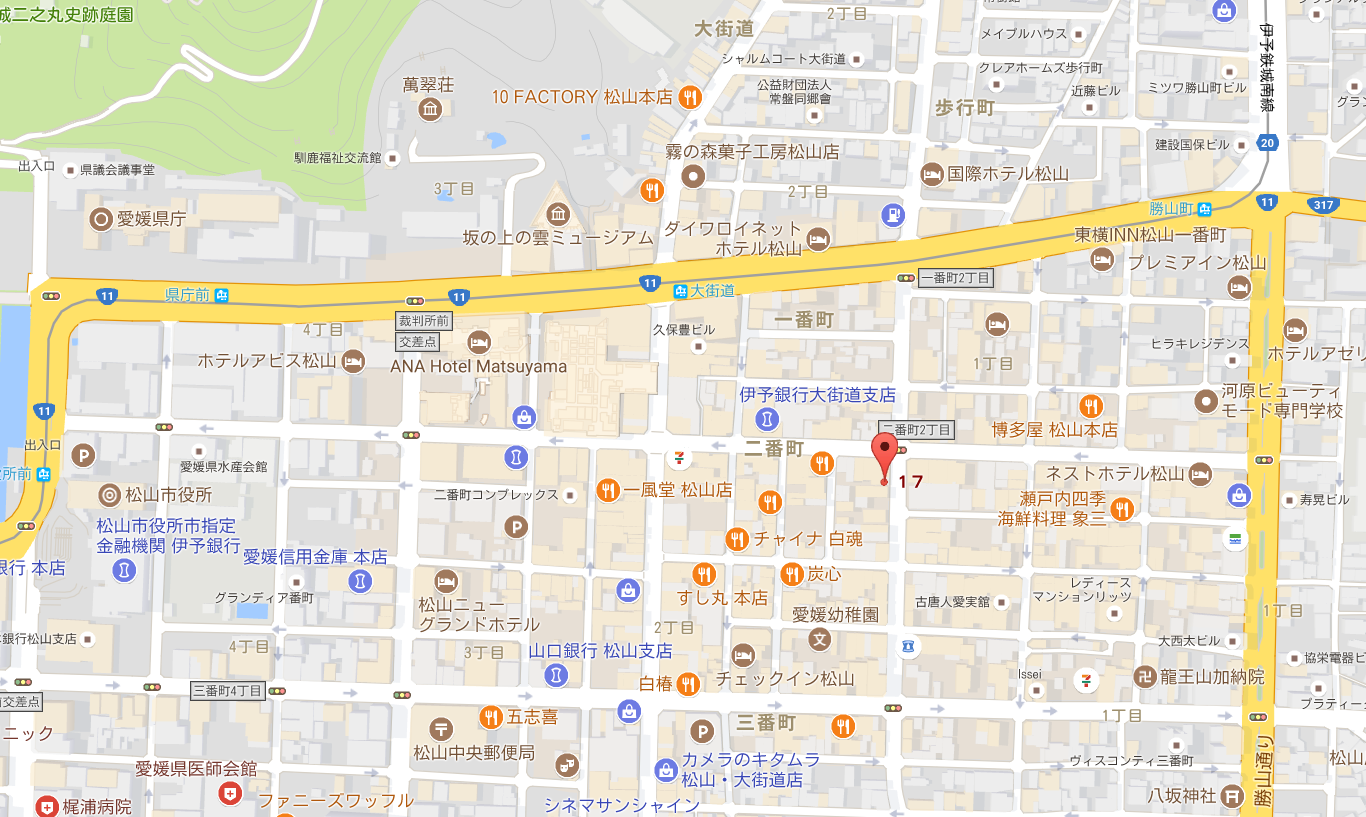 城二之丸史跡庭園
大街道
2丁目
メイプルハウス
シャルムコート大街道
クレアホームズ歩行町
萬翠荘
10 FACTORY 松山本店
公益財団法人
常盤同郷會
近藤ビル
ミツワ勝山町ビル
伊予鉄城南線
歩行町
建設国保ビル
20
霧の森菓子工房松山店
馴鹿福祉交流館
出入口
県議会議事堂
国際ホテル松山
3丁目
2丁目
愛媛県庁
坂の上の雲ミュージアム
ダイワロイネット
ホテル松山
勝山町
11
317
東横INN松山一番町
プレミアイン松山
一番町2丁目
11
県庁前
11
11
大街道
4丁目
裁判所前
交差点
久保豊ビル
一番町
ヒラキレジデンス
ホテルアビス松山
ANA Hotel Matsuyama
1丁目
ホテルアゼリ
伊予銀行大街道支店
河原ビューティ
モード専門学校
11
二番町2丁目
博多屋 松山本店
出入口
P
二番町
愛媛県水産会館
ネストホテル松山
役所前
松山市役所
二番町コンプレックス
一風堂 松山店
17
瀬戸内四季
海鮮料理 象三
寿晃ビル
松山市役所市指定
金融機関 伊予銀行
P
チャイナ 白魂
銀行 本店
愛媛信用金庫 本店
炭心
レディース
マンションリッツ
グランディア番町
松山ニュー
グランドホテル
すし丸 本店
愛媛幼稚園
文
古唐人愛実館
1丁目
銀行松山支店
4丁目
2丁目
大西太ビル
3丁目
山口銀行 松山支店
協栄電器ビ
チェックイン松山
Issei
龍王山加納院
白椿
三番町4丁目
交差点
プラティー
五志喜
三番町
1丁目
ニック
松山中央郵便局
P
カメラのキタムラ
松山・大街道店
ヴィスコンティ三番町
松山
勝山通り
愛媛県医師会館
八坂神社
梶浦病院
ファニーズワッフル
シネマサンシャイン